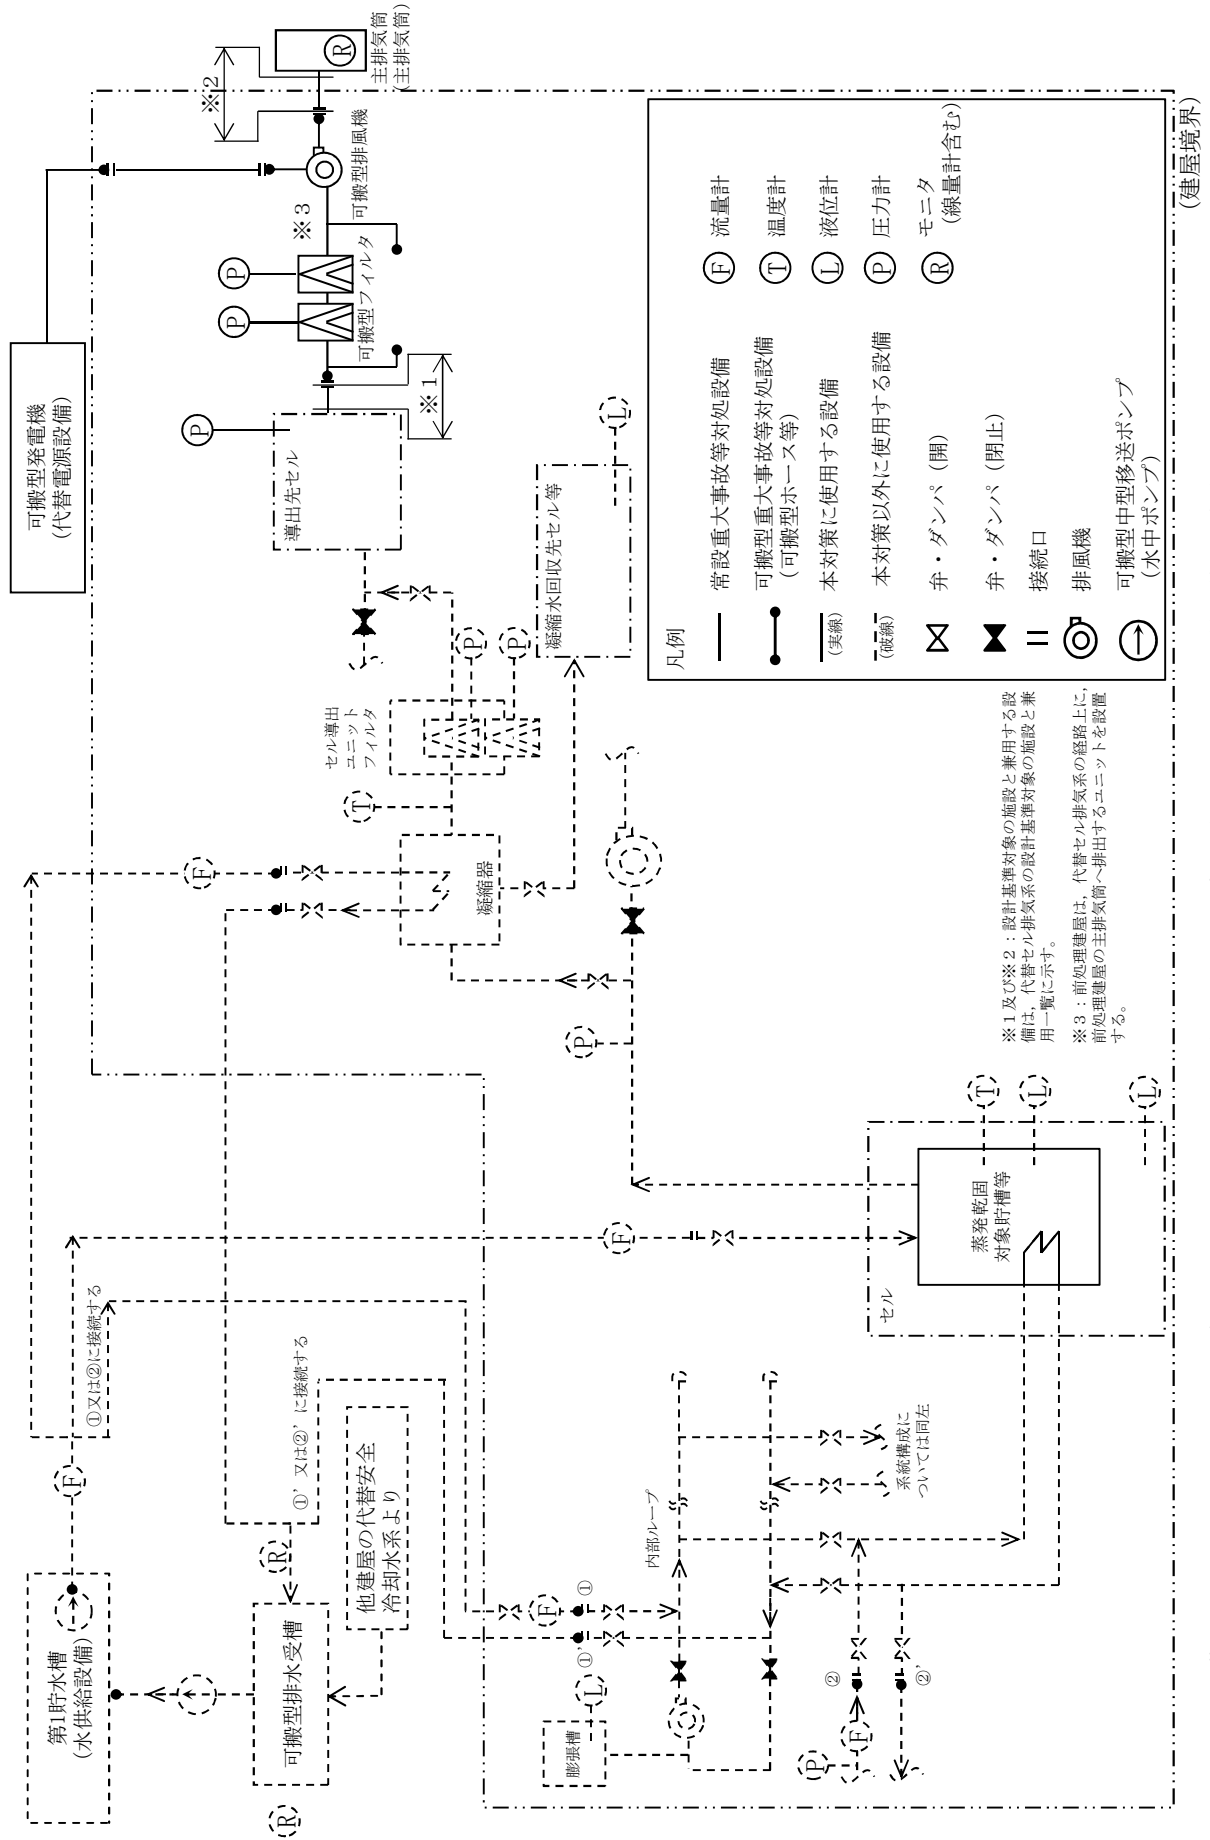 第1貯水槽
(水供給設備)
可搬型排水受槽
他建屋の代替安全
冷却水系より
①又は②に接続する
①’又は②’に接続する
F
R
R
F
F
F
①
①’
L
膨張槽
内部ループ
系統構成に
ついては同左
②
②’
F
P
セル
蒸発乾固
対象貯槽等
T
L
L
P
凝縮器
T
セル導出
ユニット
フィルタ
P
P
凝縮水回収先セル等
L
導出先セル
P
※1
可搬型フィルタ
P
P
※3
可搬型排風機
※2
R
主排気筒
(主排気筒)
可搬型発電機
(代替電源設備)
(建屋境界)
凡例
常設重大事故等対処設備
可搬型重大事故等対処設備
(可搬型ホース等)
(実線)
本対策に使用する設備
(破線)
本対策以外に使用する設備
弁・ダンパ（開）
弁・ダンパ（閉止）
接続口
排風機
可搬型中型移送ポンプ
(水中ポンプ)
F 流量計
T 温度計
L 液位計
P 圧力計
R モニタ
(線量計含む)
※1及び※2：設計基準対象の施設と兼用する設
備は，代替セル排気系の設計基準対象の施設と兼
用一覧に示す。
※3：前処理建屋は，代替セル排気系の経路上に，
前処理建屋の主排気筒へ排出するユニットを設置
する。